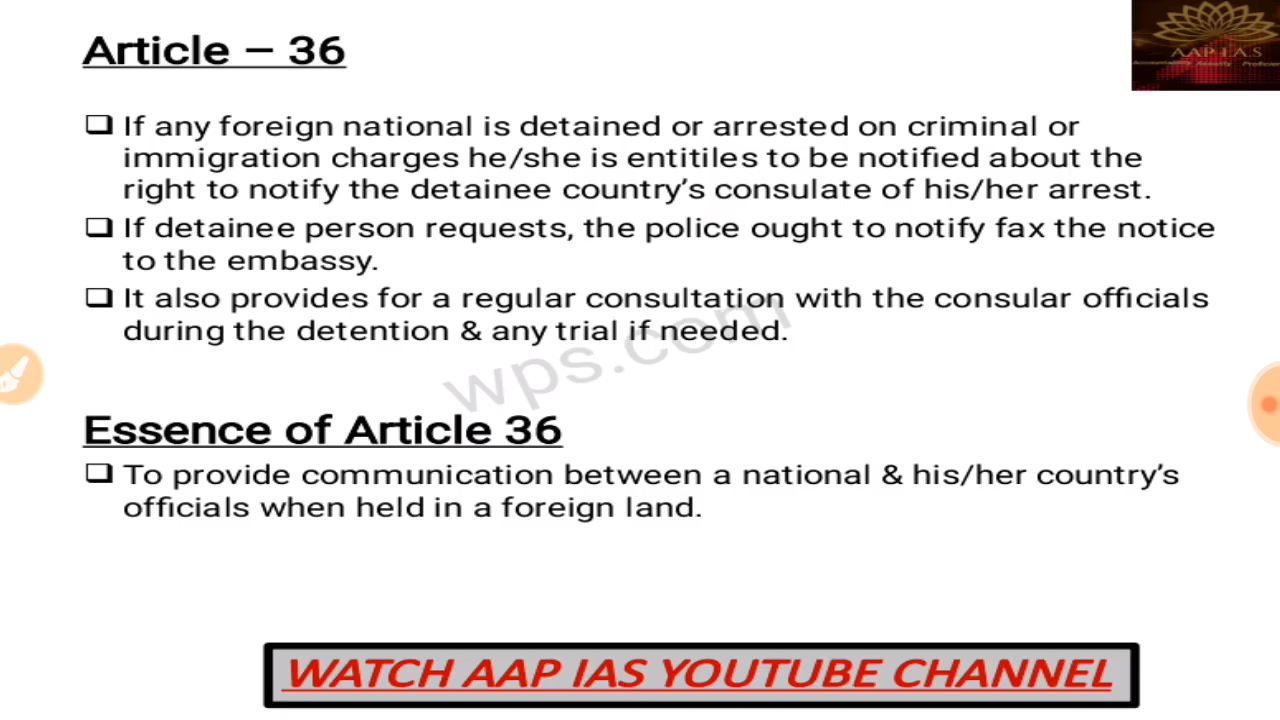 Article – 36
AAP I.A.S
❑ If any foreign national is detained or arrested on criminal or
immigration charges he/she is entitiles to be notified about the
right to notify the detainee country’s consulate of his/her arrest.
❑ If detainee person requests, the police ought to notify fax the notice
to the embassy.
❑ It also provides for a regular consultation with the consular officials
during the detention & any trial if needed.
wps.com
Essence of Article 36
❑ To provide communication between a national & his/her country’s
officials when held in a foreign land.
WATCH AAP IAS YOUTUBE CHANNEL